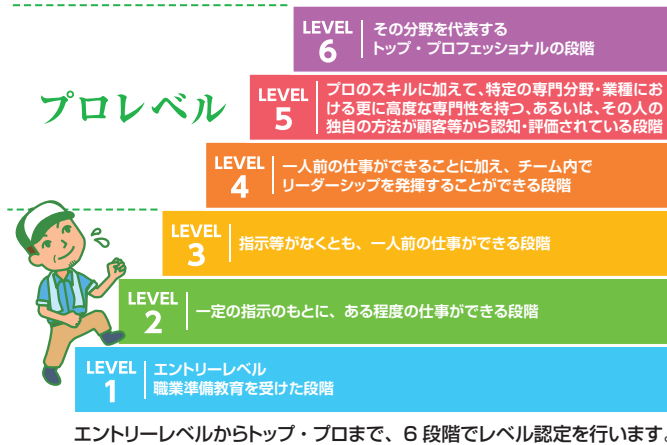 LEVEL
6
その分野を代表する
トップ・プロフェッショナルの段階
プロレベル
LEVEL
5
プロのスキルに加えて、特定の専門分野・業種にお
ける更に高度な専門性を持つ、あるいは、その人の
独自の方法が顧客等から認知・評価されている段階
LEVEL
4
一人前の仕事ができることに加え、チーム内で
リーダーシップを発揮することができる段階
LEVEL
3
指示等がなくとも、一人前の仕事ができる段階
LEVEL
2
一定の指示のもとに、ある程度の仕事ができる段階
LEVEL
1
エントリーレベル
職業準備教育を受けた段階
エントリーレベルからトップ・プロまで、6 段階でレベル認定を行います。